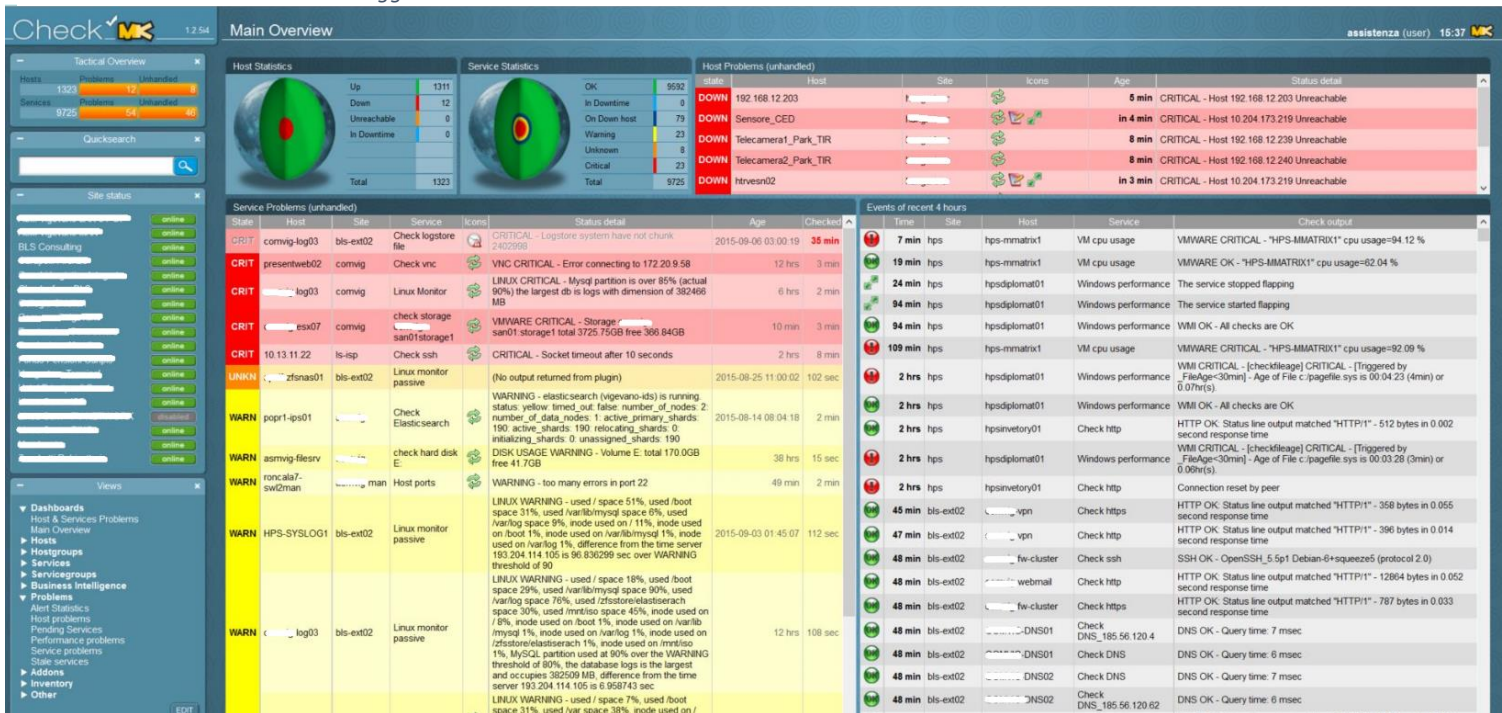 Check MK 1.2.5i4
Main Overview
assistenza (user) 15:37
Tactical Overview
Hosts Problems Unhandled
1323 12 8
Services Problems Unhandled
9725 54 46
Quicksearch
Site status
online
online
BLS Consulting online
online
online
online
online
online
online
online
online
online
online
online
disabled
online
online
online
Views
Dashboards
Host & Services Problems
Main Overview
Hosts
Hostgroups
Services
Servicegroups
Business Intelligence
Problems
Alert Statistics
Host problems
Pending Services
Performance problems
Service problems
Stale services
Addons
Inventory
Other
EDIT
Host Statistics
Up 1311
Down 12
Unreachable 0
In Downtime 0
Total 1323
Service Statistics
OK 9592
In Downtime 0
On Down host 79
Warning 23
Unknown 8
Critical 23
Total 9725
Host Problems (unhandled)
state Host Site Icons Age Status detail
DOWN 192.168.12.203 5 min CRITICAL - Host 192.168.12.203 Unreachable
DOWN Sensore_CED in 4 min CRITICAL - Host 10.204.173.219 Unreachable
DOWN Telecamera1_Park_TIR 8 min CRITICAL - Host 192.168.12.239 Unreachable
DOWN Telecamera2_Park_TIR 8 min CRITICAL - Host 192.168.12.240 Unreachable
DOWN htrvesn02 in 3 min CRITICAL - Host 10.204.173.219 Unreachable
Service Problems (unhandled)
State Host Site Service Icons Status detail Age Checked
CRIT comvig-log03 bls-ext02 Check logstore file CRITICAL - Logstore system have not chunk 2402998 2015-09-06 03:00:19 35 min
CRIT presentweb02 comvig Check vnc VNC CRITICAL - Error connecting to 172.20.9.58 12 hrs 3 min
CRIT log03 comvig Linux Monitor LINUX CRITICAL - Mysql partition is over 85% (actual 90%) the largest db is logs with dimension of 382466 MB 6 hrs 2 min
CRIT esx07 comvig check storage san01storage1 VMWARE CRITICAL - Storage san01:storage1 total 3725.75GB free 366.84GB 10 min 3 min
CRIT 10.13.11.22 ls-isp Check ssh CRITICAL - Socket timeout after 10 seconds 2 hrs 8 min
UNKN zfsnas01 bls-ext02 Linux monitor passive (No output returned from plugin) 2015-08-25 11:00:02 102 sec
WARN popr1-ips01 Check Elasticsearch WARNING - elasticsearch (vigevano-ids) is running. status: yellow: timed_out: false: number_of_nodes: 2: number_of_data_nodes: 1: active_primary_shards: 190: active_shards: 190: relocating_shards: 0: initializing_shards: 0: unassigned_shards: 190 2015-08-14 08:04:18 2 min
WARN asmvig-filesrv check hard disk E: DISK USAGE WARNING - Volume E: total 170.0GB free 41.7GB 38 hrs 15 sec
WARN roncala7-swl2man man Host ports WARNING - too many errors in port 22 49 min 2 min
WARN HPS-SYSLOG1 bls-ext02 Linux monitor passive LINUX WARNING - used / space 51%, used /boot space 31%, used /var/lib/mysql space 6%, used /var/log space 9%, inode used on / 11%, inode used on /boot 1%, inode used on /var/lib/mysql 1%, inode used on /var/log 1%, difference from the time server 193.204.114.105 is 96.836299 sec over WARNING threshold of 90 2015-09-03 01:45:07 112 sec
WARN log03 bls-ext02 Linux monitor passive LINUX WARNING - used / space 18%, used /boot space 29%, used /var/lib/mysql space 90%, used /var/log space 76%, used /zfsstore/elastiserach space 30%, used /mnt/iso space 45%, inode used on / 8%, inode used on /boot 1%, inode used on /var/lib /mysql 1%, inode used on /var/log 1%, inode used on /zfsstore/elastiserach 1%, inode used on /mnt/iso 1%, MySQL partition used at 90% over the WARNING threshold of 80%, the database logs is the largest and occupies 382509 MB, difference from the time server 193.204.114.105 is 6.958743 sec 12 hrs 108 sec
LINUX WARNING - used / space 7%, used /boot space 31%, used /var space 38%, inode used on /
Events of recent 4 hours
Time Site Host Service Check output
7 min hps hps-mmatrix1 VM cpu usage VMWARE CRITICAL - "HPS-MMATRIX1" cpu usage=94.12 %
19 min hps hps-mmatrix1 VM cpu usage VMWARE OK - "HPS-MMATRIX1" cpu usage=62.04 %
24 min hps hpsdiplomat01 Windows performance The service stopped flapping
94 min hps hpsdiplomat01 Windows performance The service started flapping
94 min hps hpsdiplomat01 Windows performance WMI OK - All checks are OK
109 min hps hps-mmatrix1 VM cpu usage VMWARE CRITICAL - "HPS-MMATRIX1" cpu usage=92.09 %
2 hrs hps hpsdiplomat01 Windows performance WMI CRITICAL - [checkfileage] CRITICAL - [Triggered by _FileAge<30min] - Age of File c:/pagefile.sys is 00:04:23 (4min) or 0.07hr(s).
2 hrs hps hpsdiplomat01 Windows performance WMI OK - All checks are OK
2 hrs hps hpsinvetory01 Check http HTTP OK: Status line output matched "HTTP/1" - 512 bytes in 0.002 second response time
2 hrs hps hpsdiplomat01 Windows performance WMI CRITICAL - [checkfileage] CRITICAL - [Triggered by _FileAge<30min] - Age of File c:/pagefile.sys is 00:03:28 (3min) or 0.06hr(s).
2 hrs hps hpsinvetory01 Check http Connection reset by peer
45 min bls-ext02 vpn Check https HTTP OK: Status line output matched "HTTP/1" - 358 bytes in 0.055 second response time
47 min bls-ext02 vpn Check http HTTP OK: Status line output matched "HTTP/1" - 396 bytes in 0.014 second response time
48 min bls-ext02 fw-cluster Check ssh SSH OK - OpenSSH_5.5p1 Debian-6+squeeze5 (protocol 2.0)
48 min bls-ext02 webmail Check http HTTP OK: Status line output matched "HTTP/1" - 12864 bytes in 0.052 second response time
48 min bls-ext02 fw-cluster Check https HTTP OK: Status line output matched "HTTP/1" - 787 bytes in 0.033 second response time
48 min bls-ext02 -DNS01 Check DNS_185.56.120.4 DNS OK - Query time: 7 msec
48 min bls-ext02 -DNS01 Check DNS DNS OK - Query time: 6 msec
48 min bls-ext02 -DNS02 Check DNS DNS OK - Query time: 7 msec
48 min bls-ext02 DNS02 Check DNS_185.56.120.62 DNS OK - Query time: 6 msec